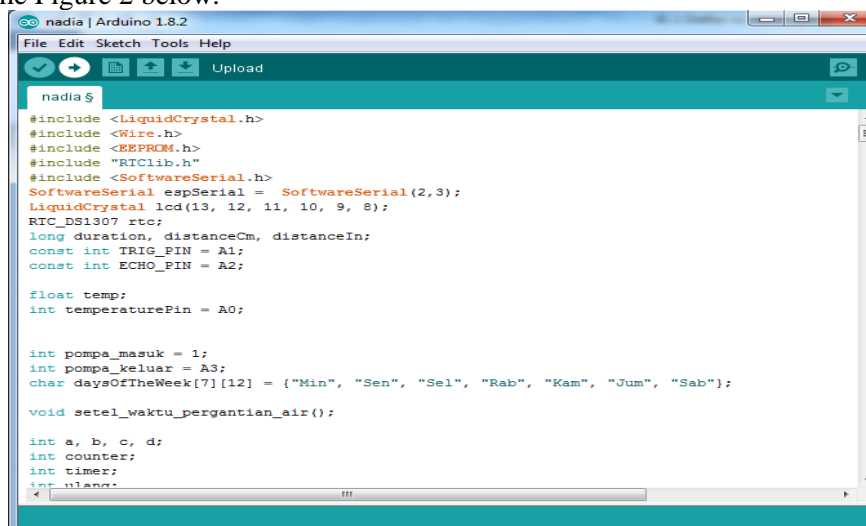 ne Figure 2 below.
nadia | Arduino 1.8.2
File Edit Sketch Tools Help
Upload
nadia §
#include <LiquidCrystal.h>
#include <Wire.h>
#include <EEPROM.h>
#include "RTClib.h"
#include <SoftwareSerial.h>
SoftwareSerial espSerial =  SoftwareSerial(2,3);
LiquidCrystal lcd(13, 12, 11, 10, 9, 8);
RTC_DS1307 rtc;
long duration, distanceCm, distanceIn;
const int TRIG_PIN = A1;
const int ECHO_PIN = A2;
float temp;
int temperaturePin = A0;
int pompa_masuk = 1;
int pompa_keluar = A3;
char daysOfTheWeek[7][12] = {"Min", "Sen", "Sel", "Rab", "Kam", "Jum", "Sab"};
void setel_waktu_pergantian_air();
int a, b, c, d;
int counter;
int timer;
int ulang;